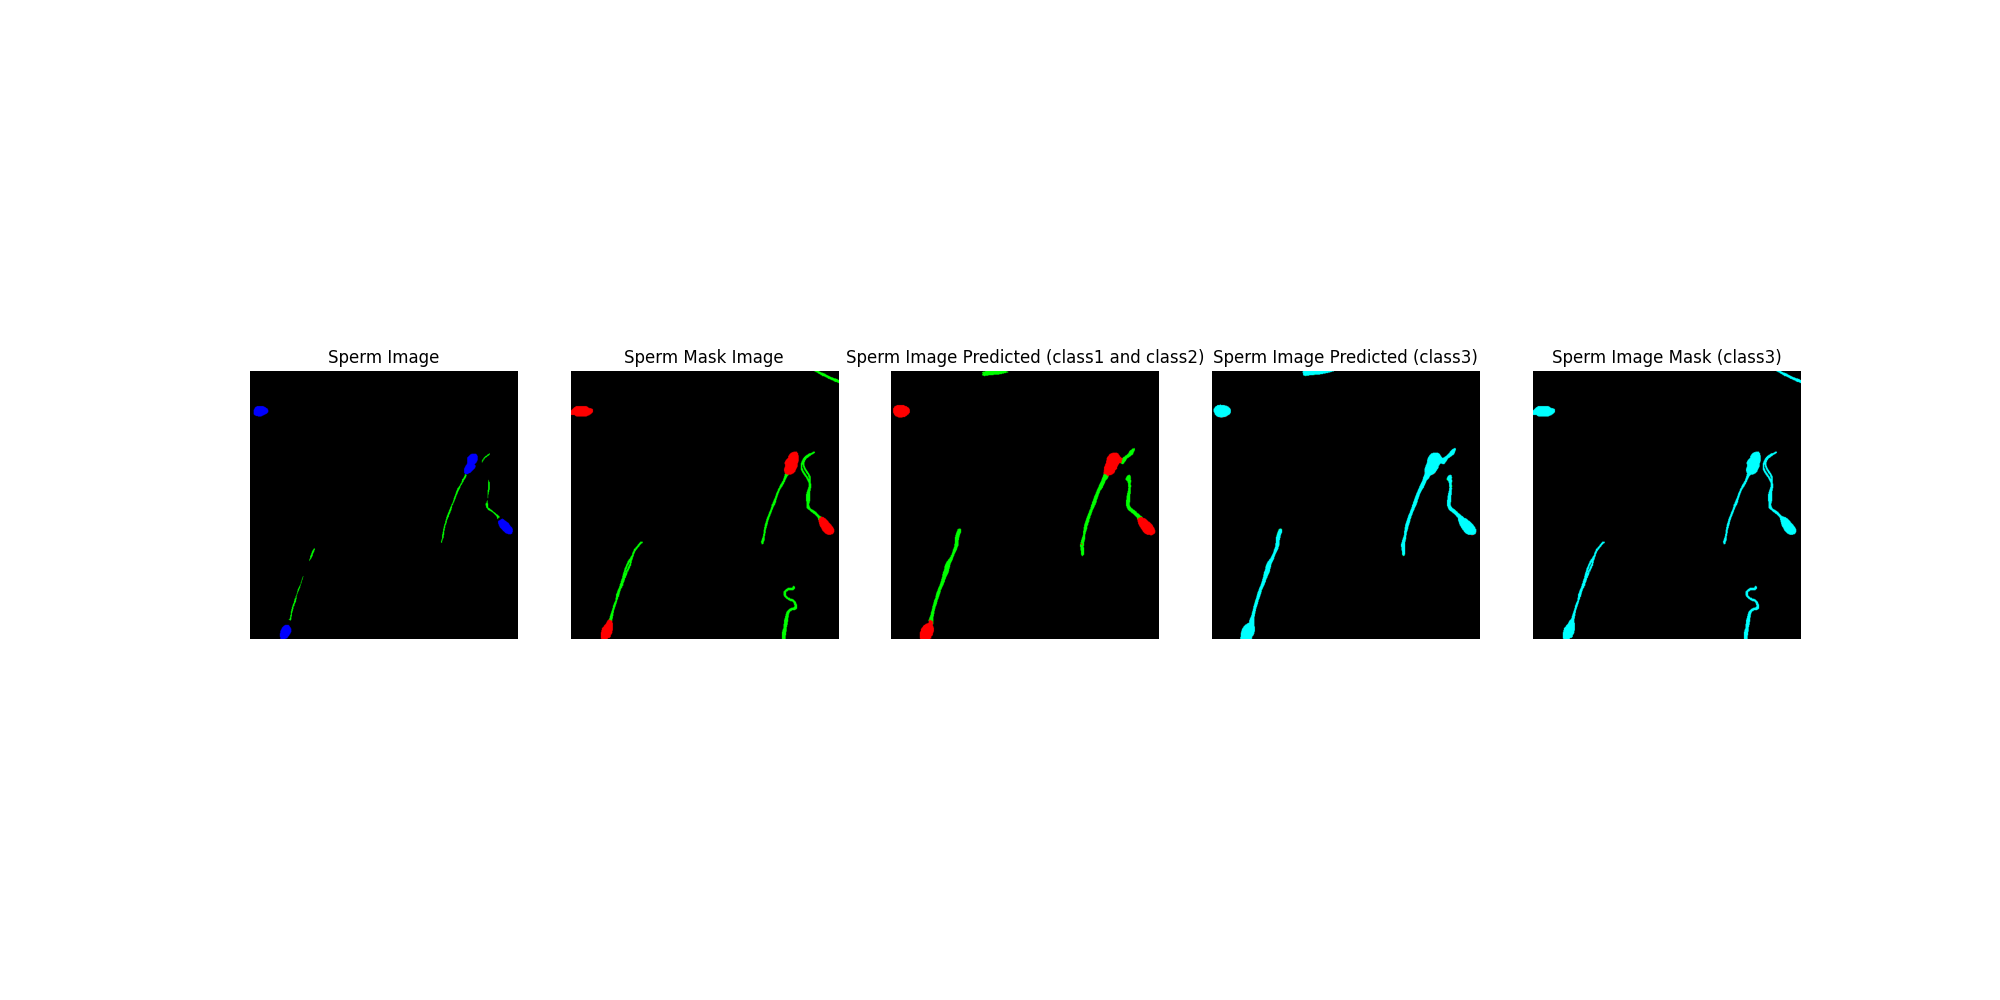 Sperm Image
Sperm Mask Image
Sperm Image Predicted (class1 and class2)
Sperm Image Predicted (class3)
Sperm Image Mask (class3)